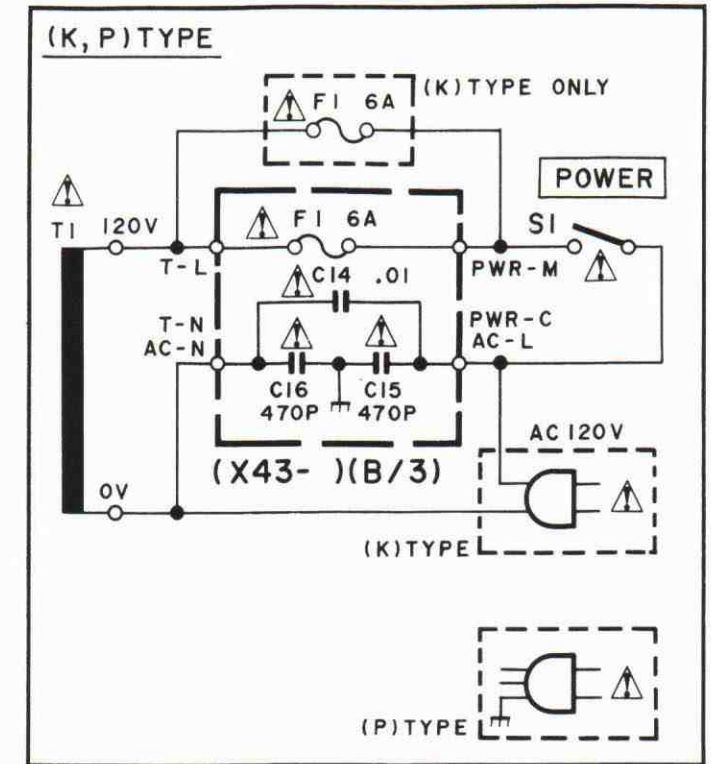 (K, P) TYPE
F1 6A
(K) TYPE ONLY
POWER
T1 120V
F1 6A
S1
T-L
PWR-M
C14 .01
T-N
AC-N
PWR-C
AC-L
C16
470P
C15
470P
AC 120V
(X43- )(B/3)
0V
(K) TYPE
(P) TYPE